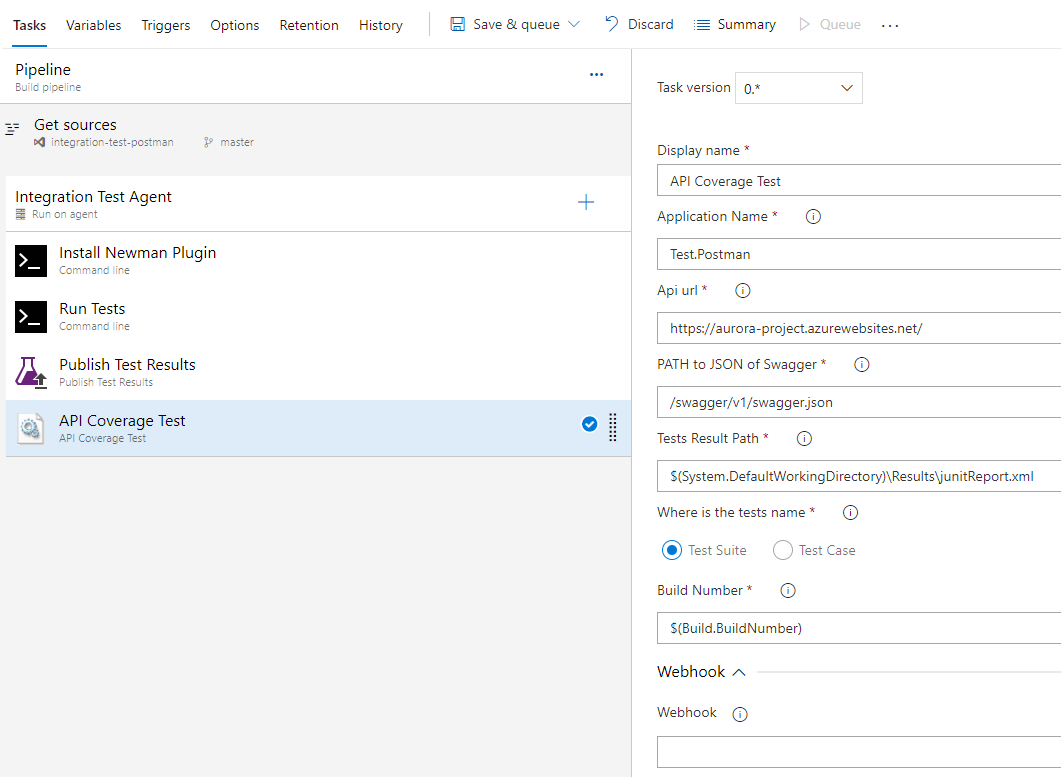 Tasks Variables Triggers Options Retention History Save & queue Discard Summary Queue ...
Pipeline
Build pipeline
Get sources
integration-test-postman master
Integration Test Agent
Run on agent
Install Newman Plugin
Command line
Run Tests
Command line
Publish Test Results
Publish Test Results
API Coverage Test
API Coverage Test
Task version 0.*
Display name *
API Coverage Test
Application Name *
Test.Postman
Api url *
https://aurora-project.azurewebsites.net/
PATH to JSON of Swagger *
/swagger/v1/swagger.json
Tests Result Path *
$(System.DefaultWorkingDirectory)\Results\junitReport.xml
Where is the tests name *
Test Suite Test Case
Build Number *
$(Build.BuildNumber)
Webhook
Webhook